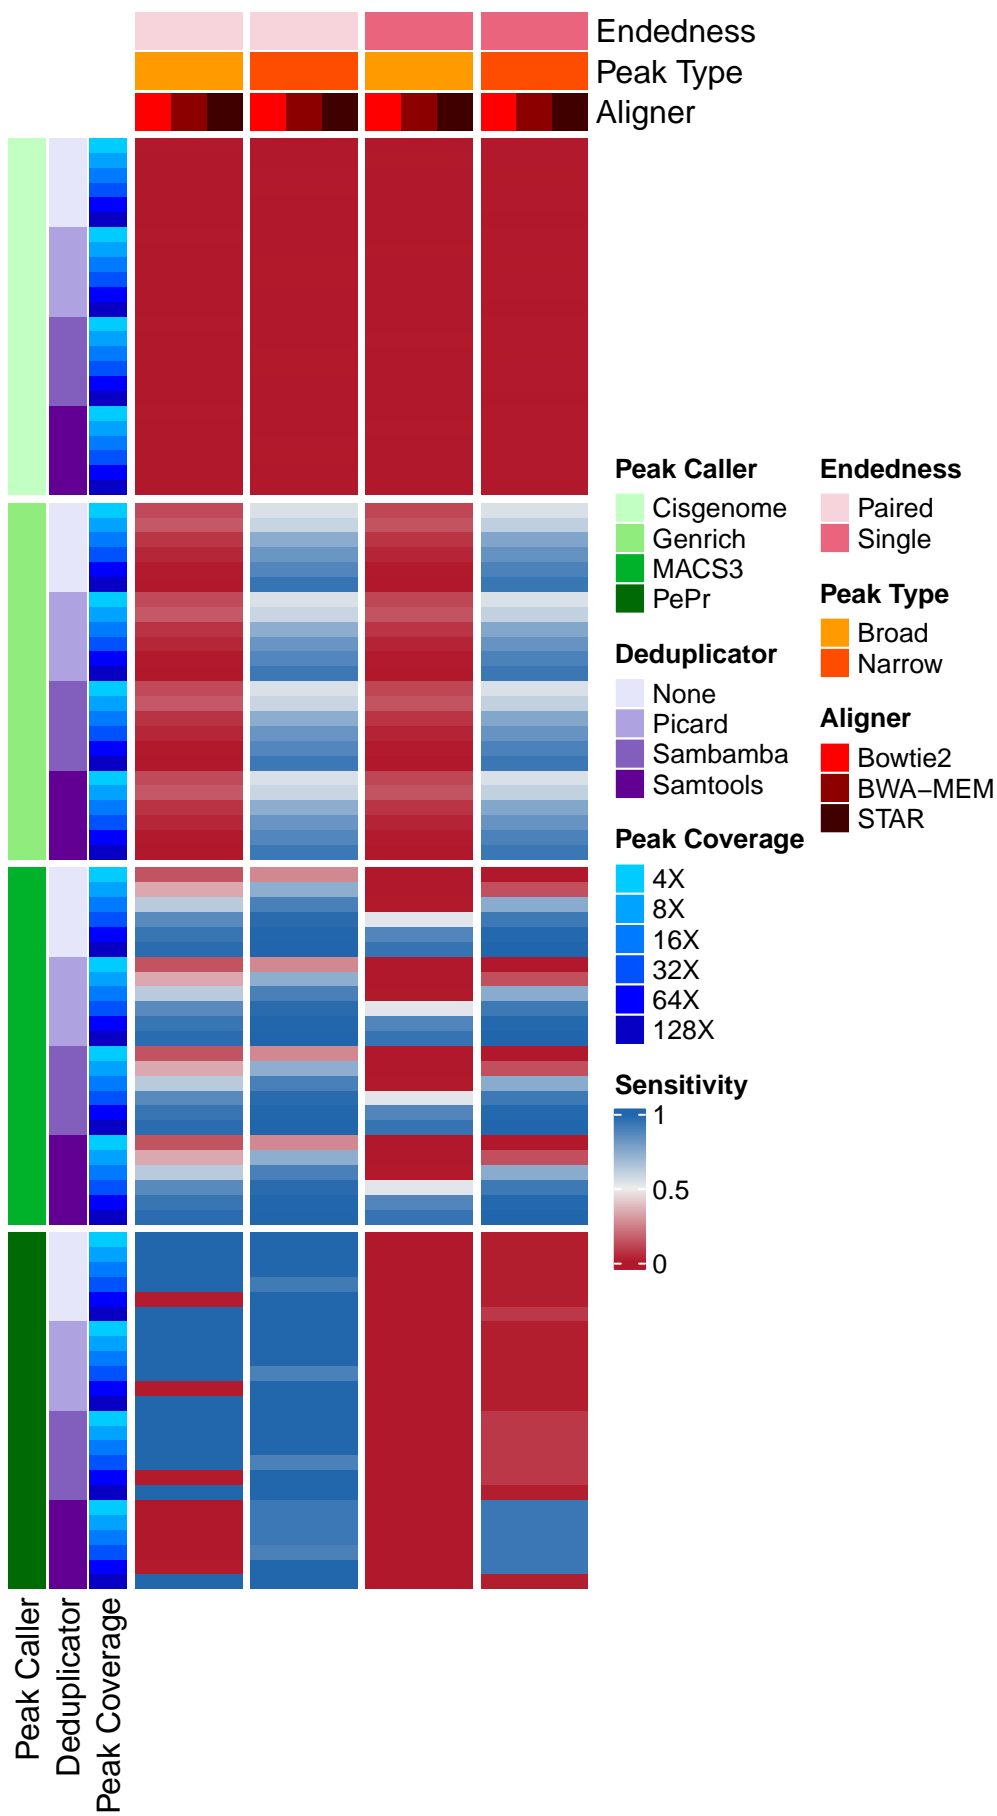 Endedness
Peak Type
Aligner
Peak Caller
Cisgenome
Genrich
MACS3
PePr
Deduplicator
None
Picard
Sambamba
Samtools
Peak Coverage
4X
8X
16X
32X
64X
128X
Sensitivity
1
0.5
0
Endedness
Paired
Single
Peak Type
Broad
Narrow
Aligner
Bowtie2
BWA−MEM
STAR
Peak Caller
Deduplicator
Peak Coverage